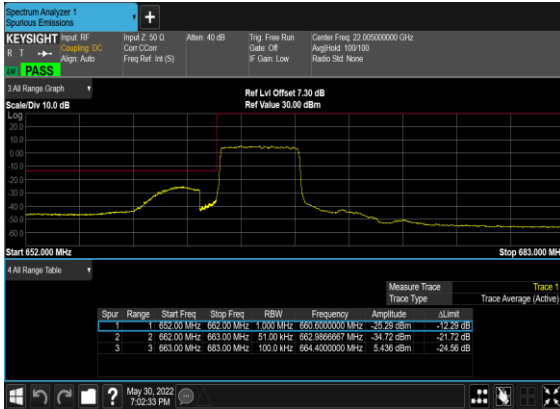 Spectrum Analyzer 1
Spurious Emissions
+
KEYSIGHT
R T
Input: RF
Coupling: DC
Align: Auto
Input Z: 50 Ω
Corr CCorr
Freq Ref: Int (S)
Atten: 40 dB
Trig: Free Run
Gate: Off
IF Gain: Low
Center Freq: 22.005000000 GHz
Avg|Hold: 100/100
Radio Std: None
PASS
3 All Range Graph
Scale/Div 10.0 dB
Ref Lvl Offset 7.30 dB
Ref Value 30.00 dBm
Log
20.0
10.0
0.00
-10.0
-20.0
-30.0
-40.0
-50.0
-60.0
Start 652.000 MHz
Stop 683.000 MH
4 All Range Table
Measure Trace Trace 1
Trace Type Trace Average (Active)
Spur Range Start Freq Stop Freq RBW Frequency Amplitude ΔLimit
1 1 652.00 MHz 662.00 MHz 1.000 MHz 660.6000000 MHz -25.29 dBm -12.29 dB
2 2 662.00 MHz 663.00 MHz 51.00 kHz 662.9866667 MHz -34.72 dBm -21.72 dB
3 3 663.00 MHz 683.00 MHz 100.0 kHz 664.4000000 MHz 5.436 dBm -24.56 dB
?
May 30, 2022
7:02:33 PM